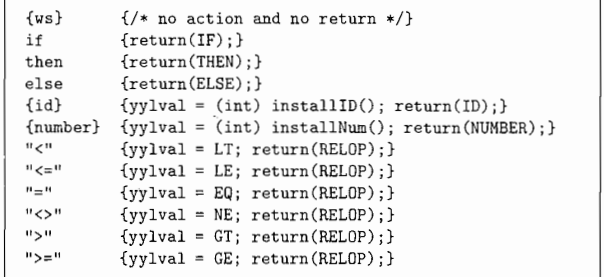 {ws} {/* no action and no return */}
if {return(IF);}
then {return(THEN);}
else {return(ELSE);}
{id} {yylval = (int) installID(); return(ID);}
{number} {yylval = (int) installNum(); return(NUMBER);}
"<" {yylval = LT; return(RELOP);}
"<=" {yylval = LE; return(RELOP);}
"=" {yylval = EQ; return(RELOP);}
"<>" {yylval = NE; return(RELOP);}
">" {yylval = GT; return(RELOP);}
">=" {yylval = GE; return(RELOP);}